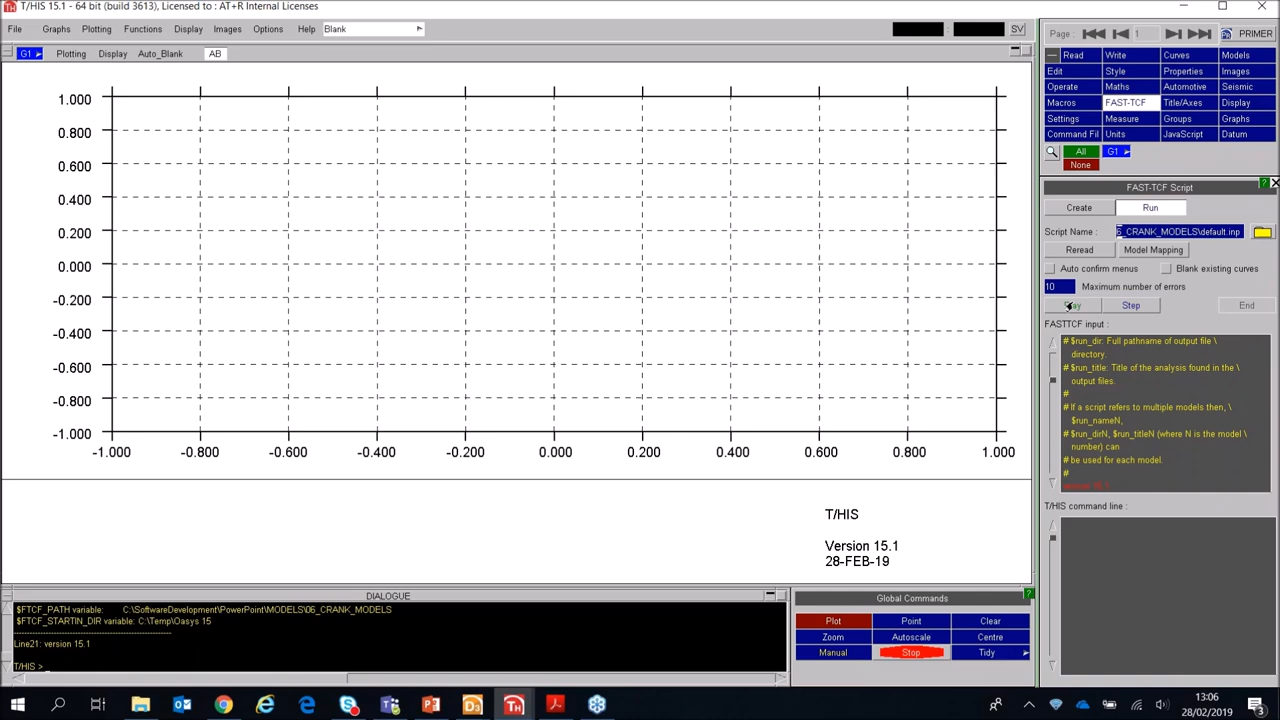 T/HIS 15.1 - 64 bit (build 3613), Licensed to : AT+R Internal Licenses
File Graphs Plotting Functions Display Images Options Help Blank : SV
G1 Plotting Display Auto_Blank AB
1.000
0.800
0.600
0.400
0.200
0.000
-0.200
-0.400
-0.600
-0.800
-1.000
-1.000 -0.800 -0.600 -0.400 -0.200 0.000 0.200 0.400 0.600 0.800 1.000
T/HIS
Version 15.1
28-FEB-19
DIALOGUE
$FTCF_PATH variable: C:\SoftwareDevelopment\PowerPoint\MODELS\06_CRANK_MODELS
$FTCF_STARTIN_DIR variable: C:\Temp\Oasys 15
Line21: version 15.1
T/HIS >
Global Commands ?
Plot Point Clear
Zoom Autoscale Centre
Manual Stop Tidy
Page : 1 PRIMER
Read Write Curves Models
Edit Style Properties Images
Operate Maths Automotive Seismic
Macros FAST-TCF Title/Axes Display
Settings Measure Groups Graphs
Command Fil Units JavaScript Datum
All G1
None
FAST-TCF Script ?
Create Run
Script Name : 6_CRANK_MODELS\default.inp
Reread Model Mapping
Auto confirm menus Blank existing curves
10 Maximum number of errors
Step End
FASTTCF input :
# $run_dir: Full pathname of output file \
directory.
# $run_title: Title of the analysis found in the \
output files.
#
# If a script refers to multiple models then, \
$run_nameN,
# $run_dirN, $run_titleN (where N is the model \
number) can
# be used for each model.
#
version 15.1
T/HIS command line :
13:06
28/02/2019
3